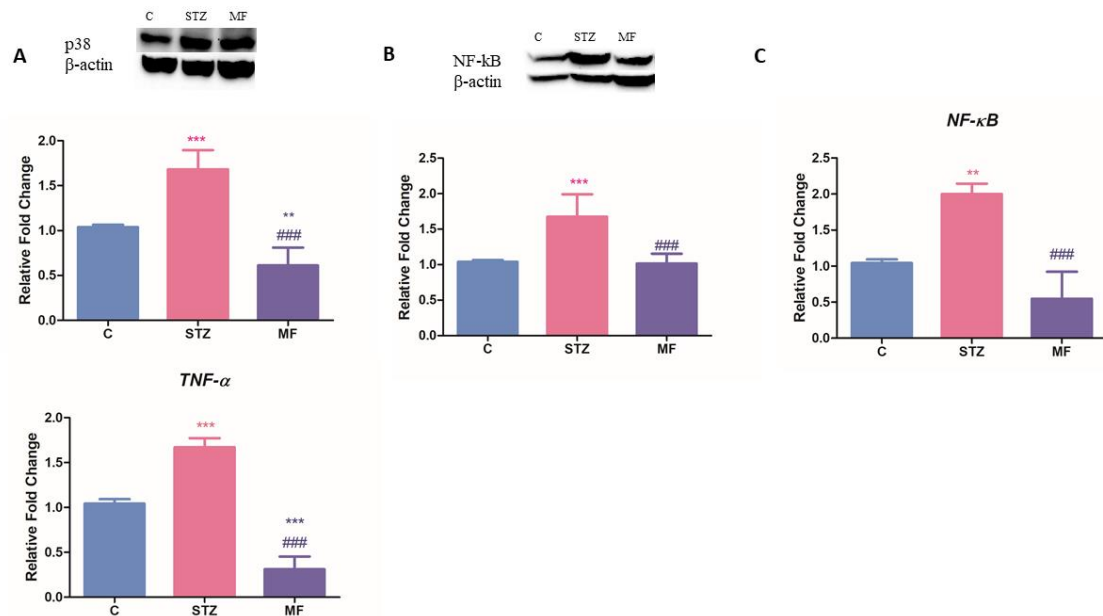 A
C STZ MF
p38
β-actin
2.0
1.5
1.0
0.5
0.0
Relative Fold Change
***
**
###
C STZ MF
B
C STZ MF
NF-kB
β-actin
2.5
2.0
1.5
1.0
0.5
0.0
Relative Fold Change
***
###
C STZ MF
C
NF-κB
2.5
2.0
1.5
1.0
0.5
0.0
Relative Fold Change
**
###
C STZ MF
TNF-α
2.0
1.5
1.0
0.5
0.0
Relative Fold Change
***
***
###
C STZ MF